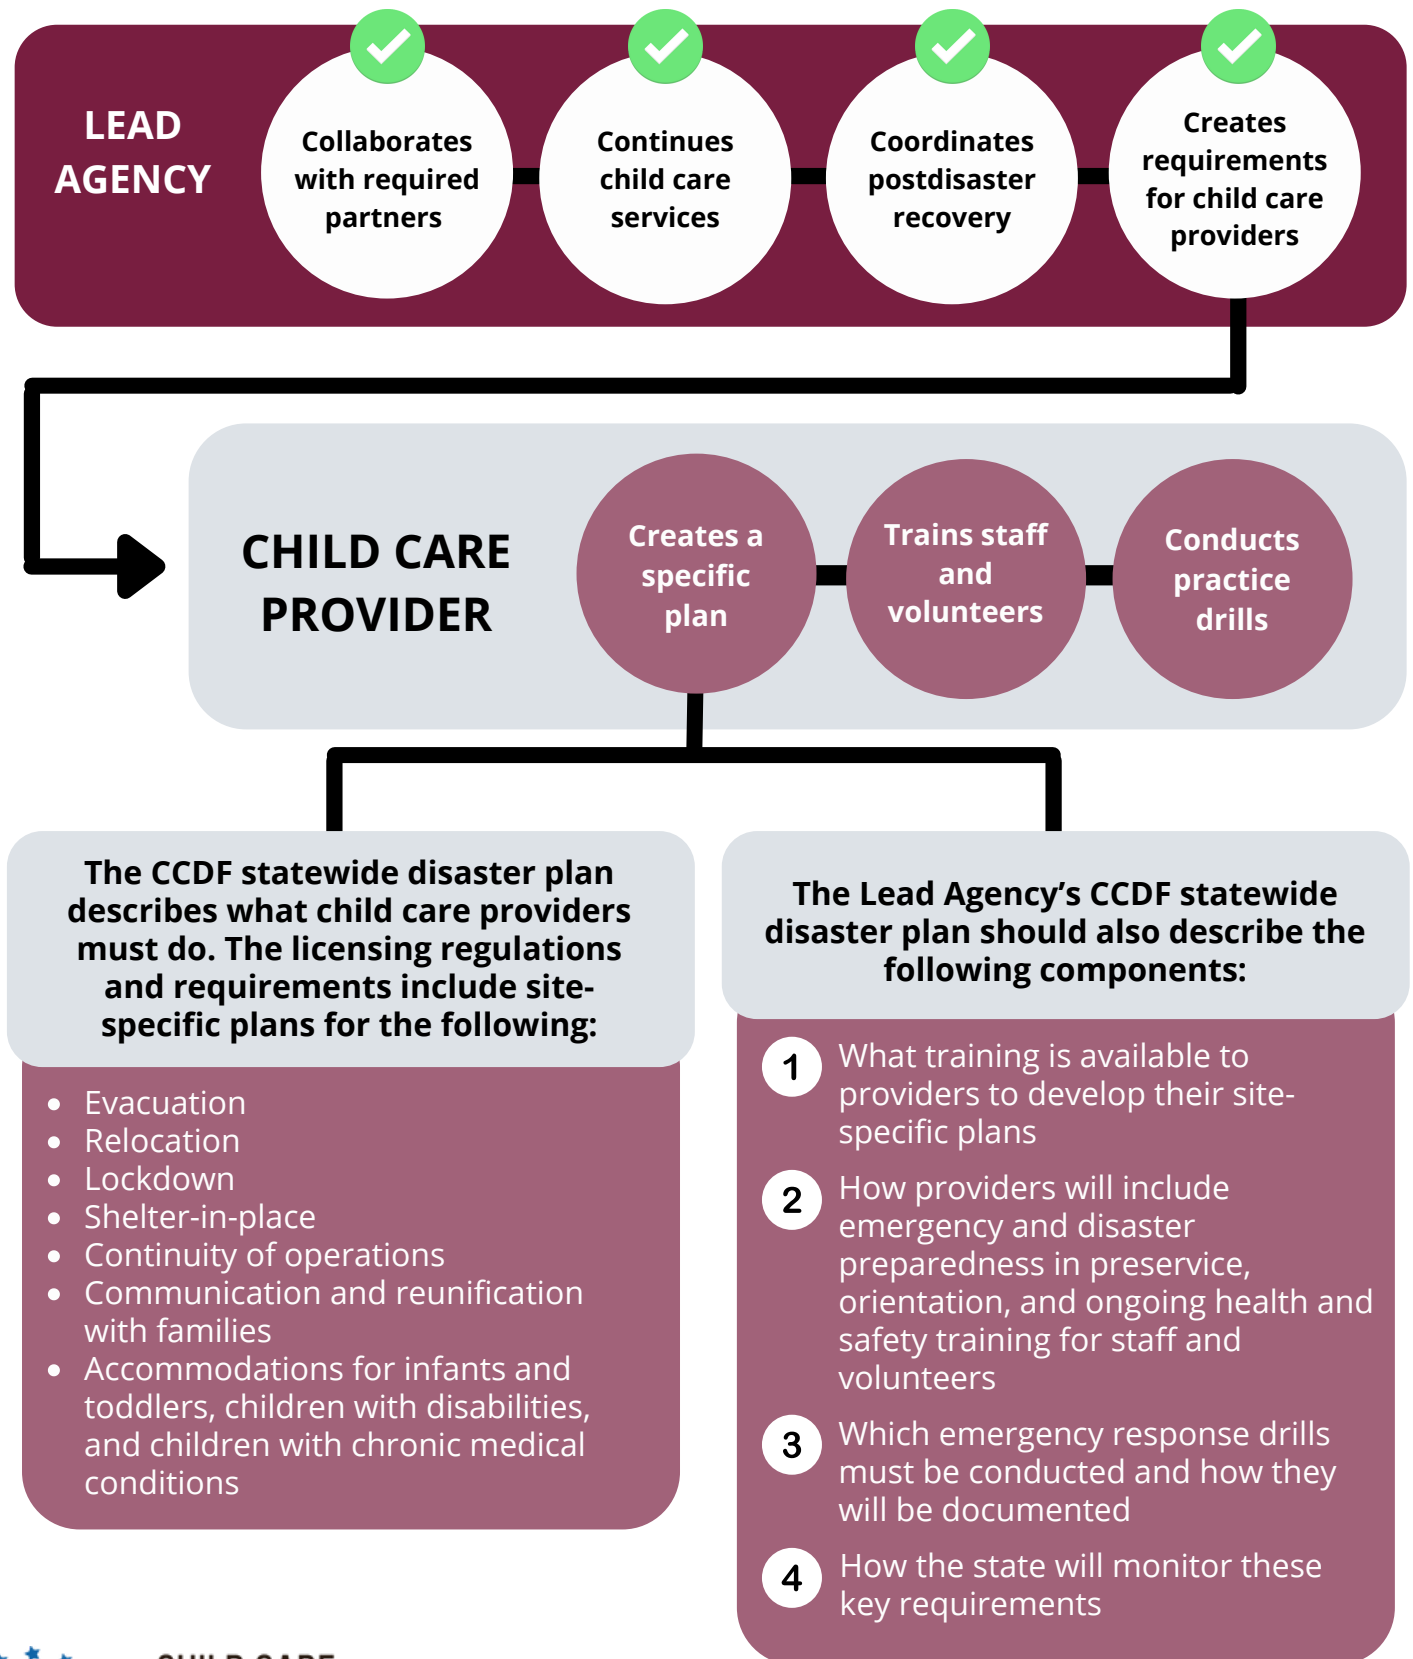 LEAD
AGENCY
Collaborates
with required
partners
Continues
child care
services
Coordinates
postdisaster
recovery
Creates
requirements
for child care
providers
CHILD CARE
PROVIDER
Creates a
specific
plan
Trains staff
and
volunteers
Conducts
practice
drills
The CCDF statewide disaster plan
describes what child care providers
must do. The licensing regulations
and requirements include site-
specific plans for the following:
• Evacuation
• Relocation
• Lockdown
• Shelter-in-place
• Continuity of operations
• Communication and reunification
with families
• Accommodations for infants and
toddlers, children with disabilities,
and children with chronic medical
conditions
The Lead Agency’s CCDF statewide
disaster plan should also describe the
following components:
1 What training is available to
providers to develop their site-
specific plans
2 How providers will include
emergency and disaster
preparedness in preservice,
orientation, and ongoing health and
safety training for staff and
volunteers
3 Which emergency response drills
must be conducted and how they
will be documented
4 How the state will monitor these
key requirements
CHILD CARE